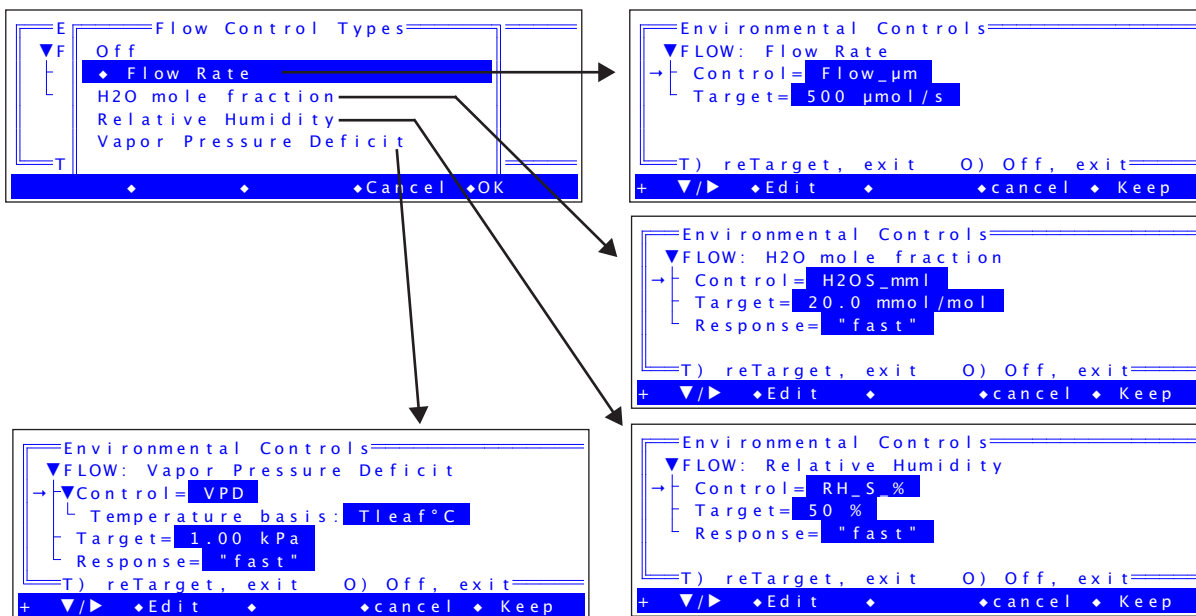 E
Flow Control Types
▼F Off
◆ Flow Rate
H2O mole fraction
Relative Humidity
Vapor Pressure Deficit
T
◆ ◆ ◆Cancel ◆OK
Environmental Controls
▼FLOW: Flow Rate
→ Control= Flow_µm
Target= 500 µmol/s
T) reTarget, exit O) Off, exit
+ ▼/▶ ◆Edit ◆ ◆cancel ◆ Keep
Environmental Controls
▼FLOW: H2O mole fraction
→ Control= H2OS_mml
Target= 20.0 mmol/mol
Response= "fast"
T) reTarget, exit O) Off, exit
+ ▼/▶ ◆Edit ◆ ◆cancel ◆ Keep
Environmental Controls
▼FLOW: Vapor Pressure Deficit
→ ▼Control= VPD
Temperature basis: Tleaf°C
Target= 1.00 kPa
Response= "fast"
T) reTarget, exit O) Off, exit
+ ▼/▶ ◆Edit ◆ ◆cancel ◆ Keep
Environmental Controls
▼FLOW: Relative Humidity
→ Control= RH_S_%
Target= 50 %
Response= "fast"
T) reTarget, exit O) Off, exit
+ ▼/▶ ◆Edit ◆ ◆cancel ◆ Keep